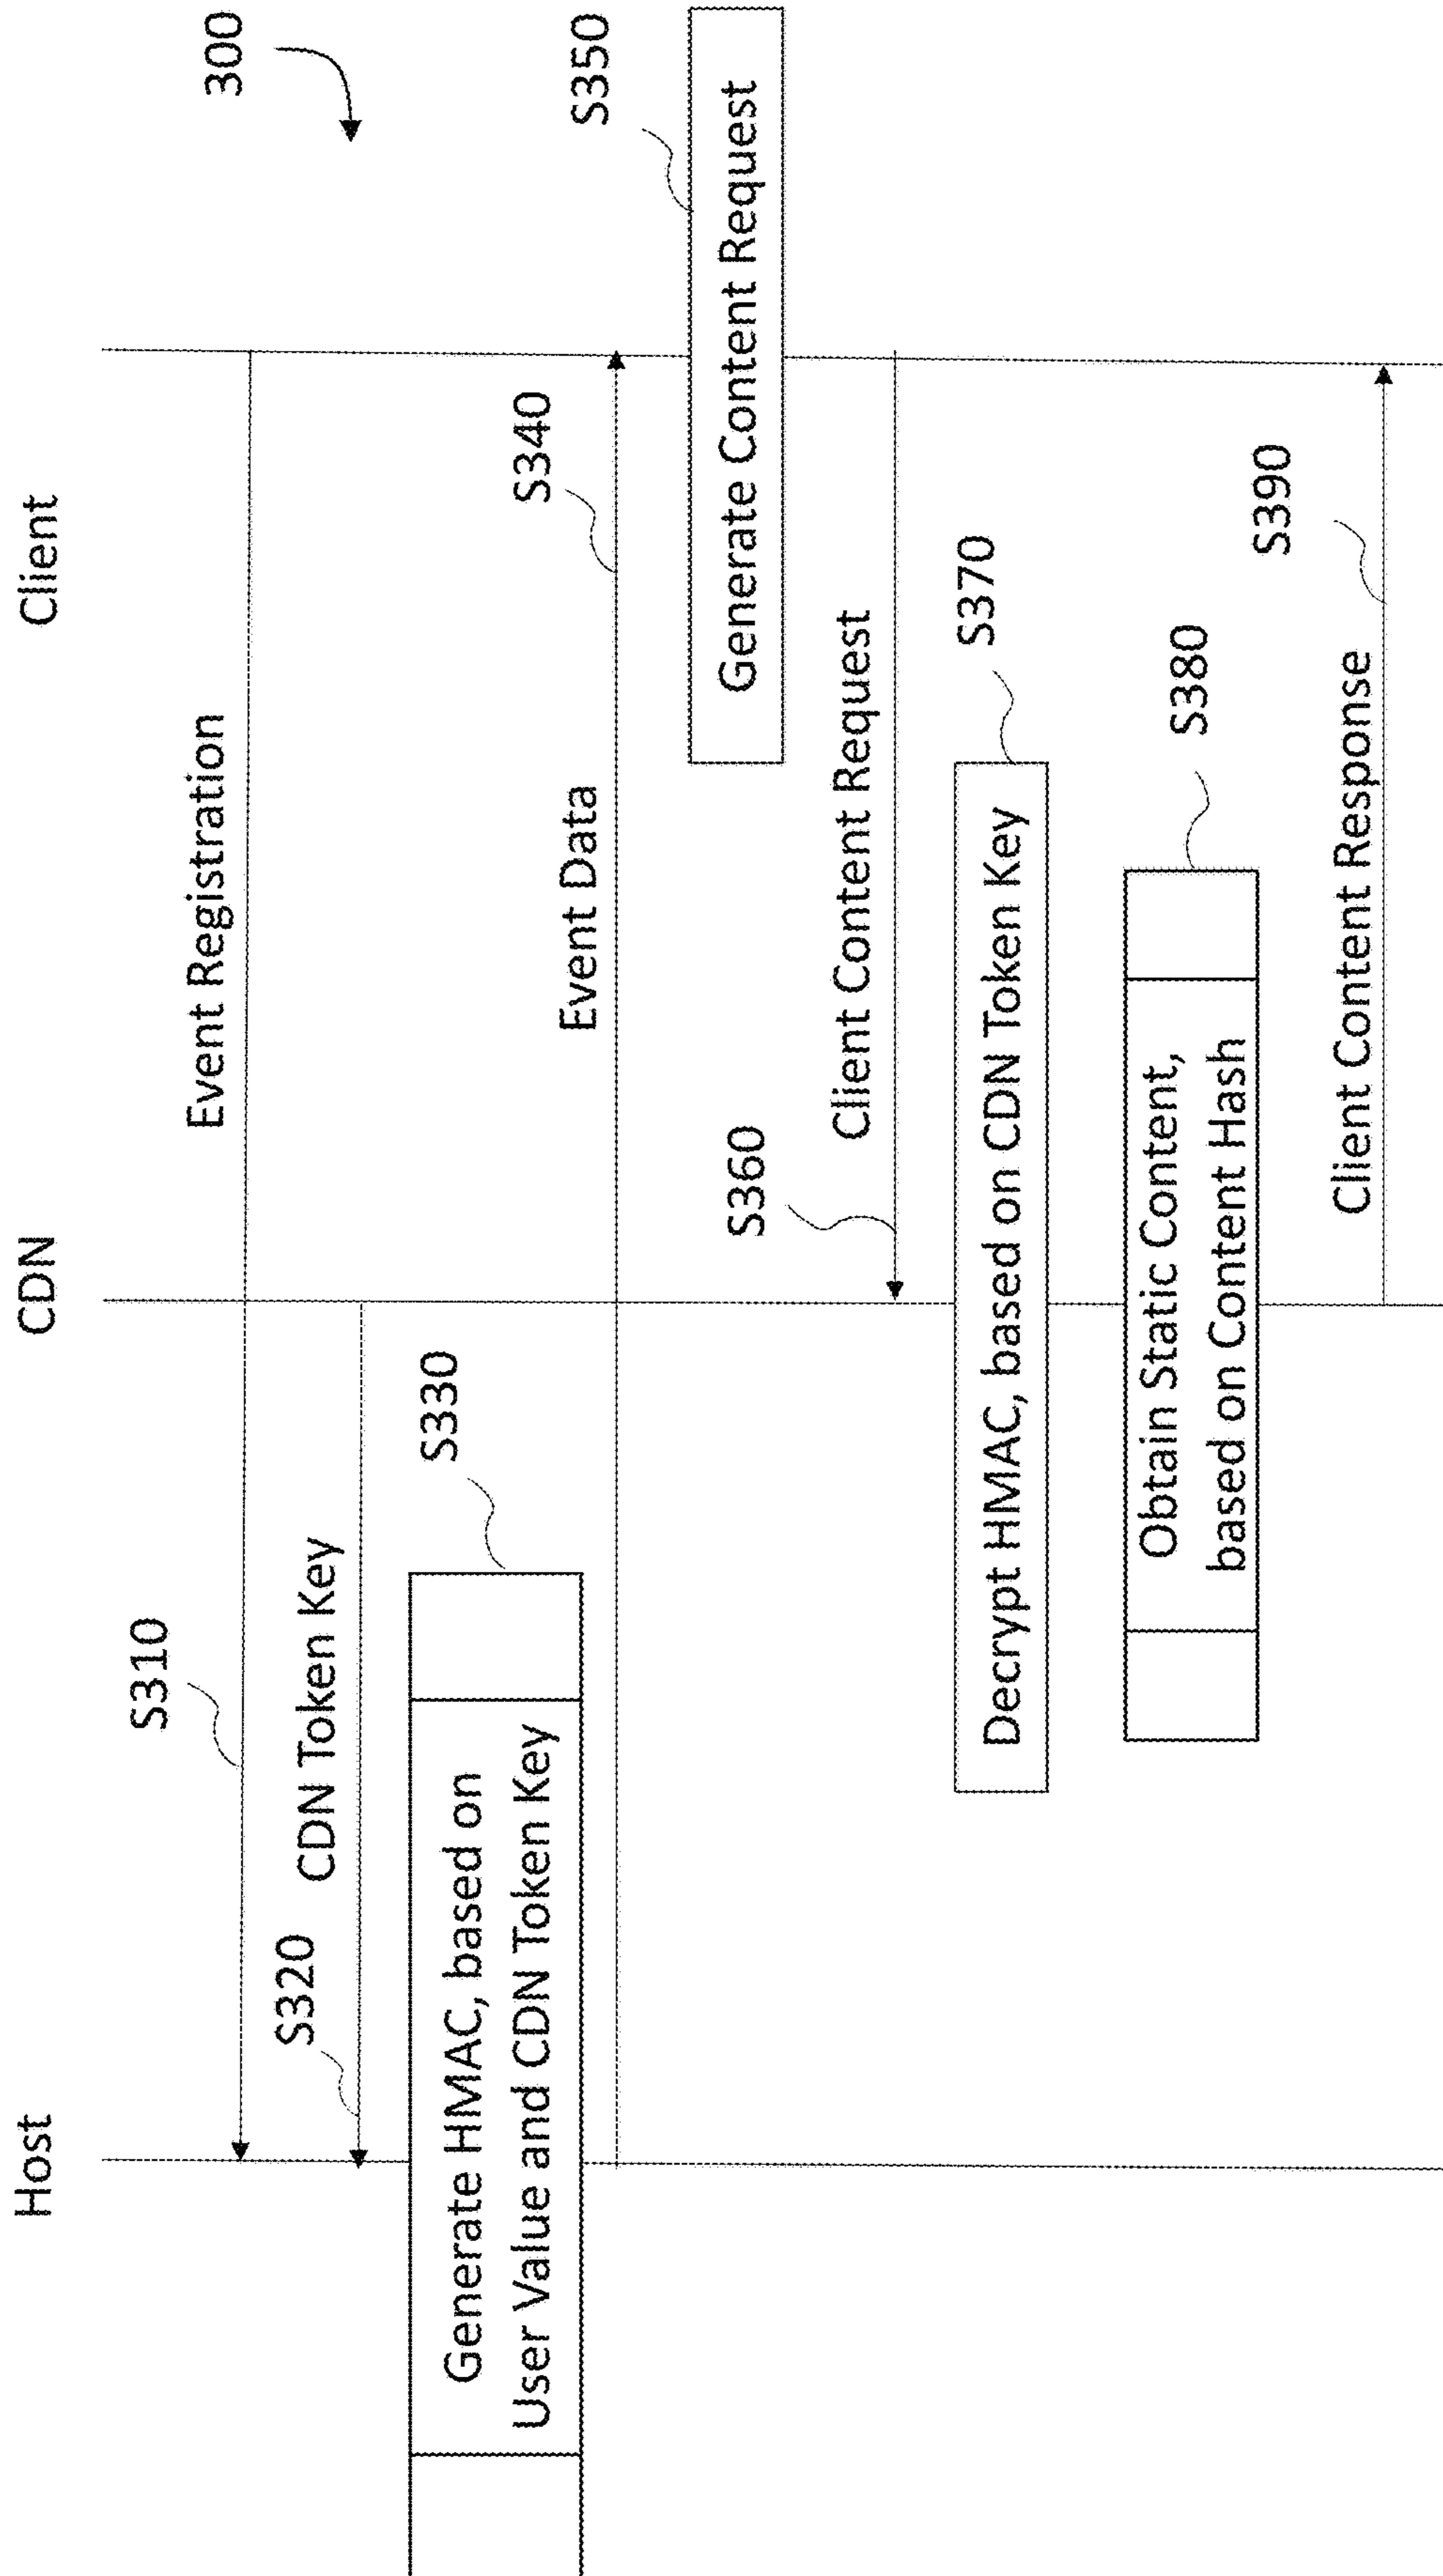 300
Host
CDN
Client
S310
Event Registration
S320
CDN Token Key
S330
Generate HMAC, based on
User Value and CDN Token Key
S340
Event Data
S350
Generate Content Request
S360
Client Content Request
S370
Decrypt HMAC, based on CDN Token Key
S380
Obtain Static Content,
based on Content Hash
S390
Client Content Response